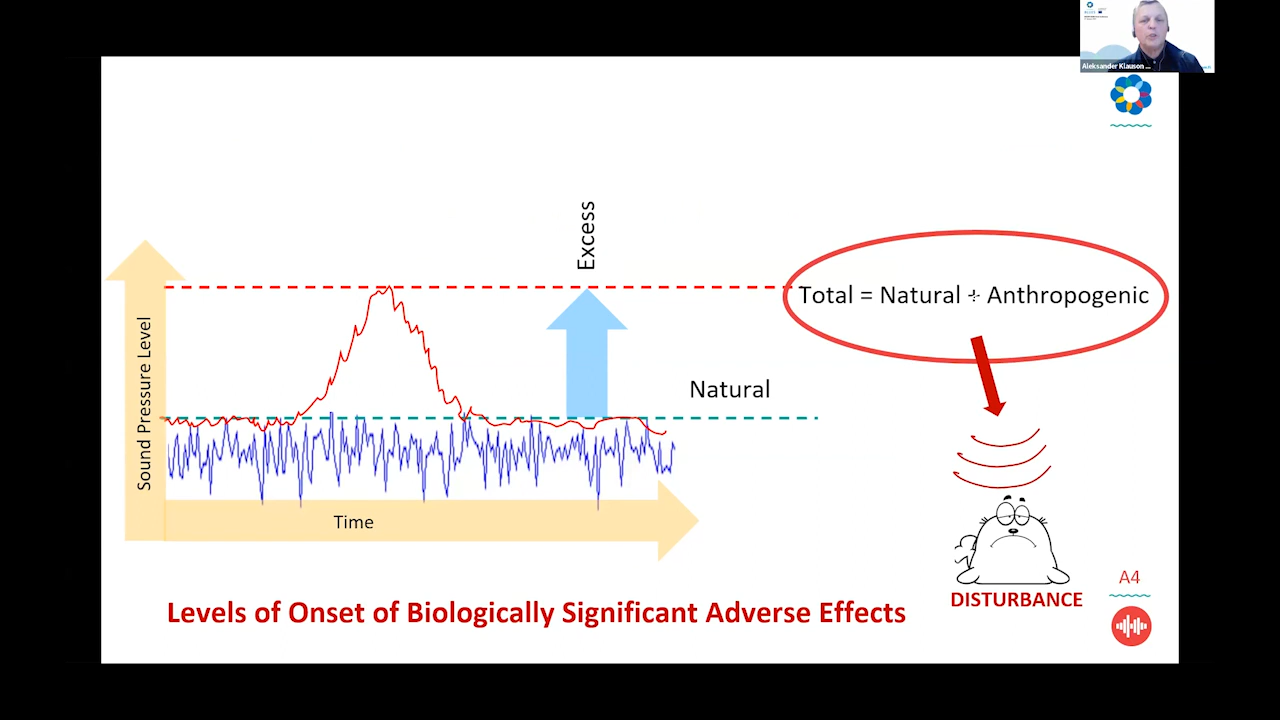 Aleksander Klauson ...
Excess
Total = Natural + Anthropogenic
Natural
Sound Pressure Level
Time
A4
DISTURBANCE
Levels of Onset of Biologically Significant Adverse Effects